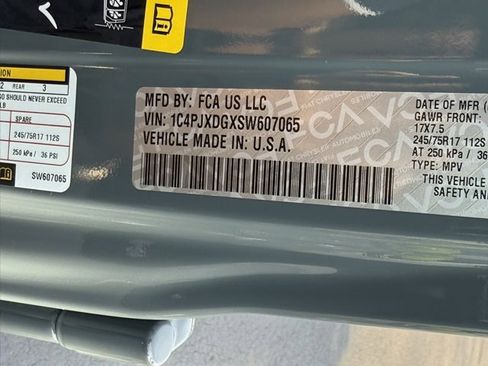 ION
2 REAR 3
GO SHOULD NEVER EXCEED
LB
SPARE
245/75R17 112S
250 kPa / 36 PSI
SW607065
MFD BY: FCA US LLC
VIN: 1C4PJXDGXSW607065
MADE IN: U.S.A.
DATE OF MFR
GAWR FRONT:
17X7.5
245/75R17 112S
AT 250 kPa / 36
TYPE: MPV
THIS VEHICLE
SAFETY AN